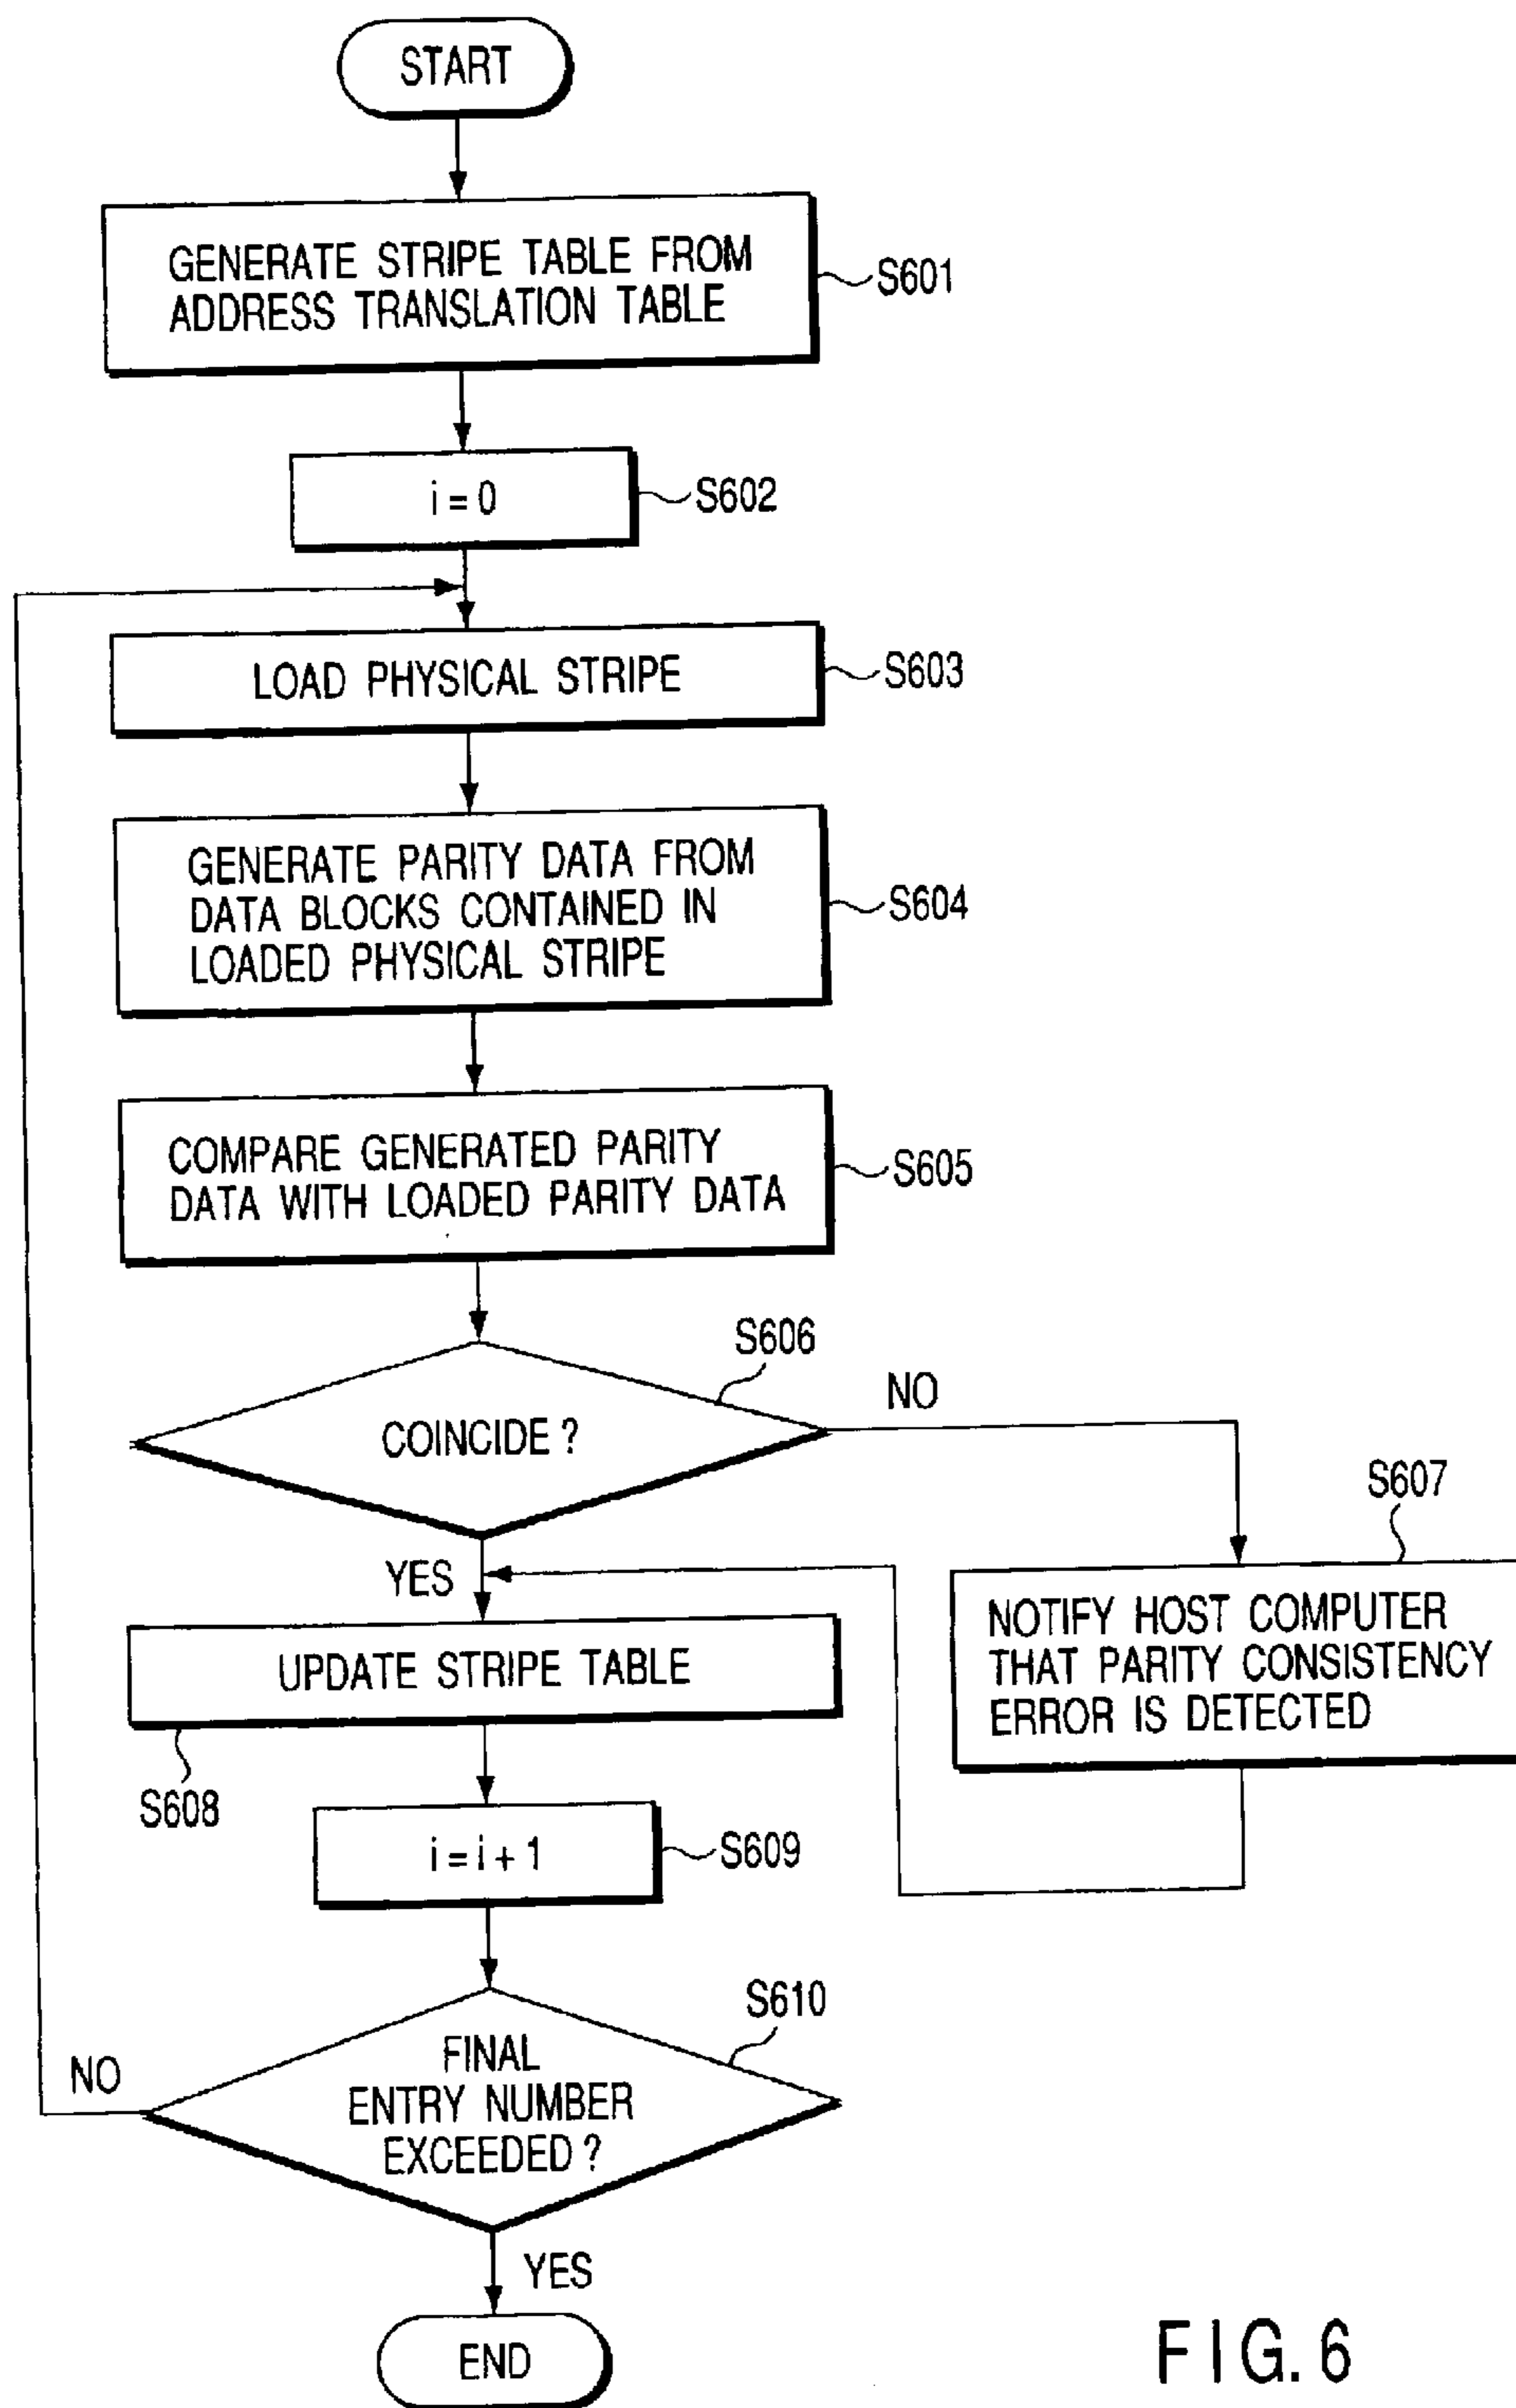 START
GENERATE STRIPE TABLE FROM
ADDRESS TRANSLATION TABLE
S601
i = 0
S602
LOAD PHYSICAL STRIPE
S603
GENERATE PARITY DATA FROM
DATA BLOCKS CONTAINED IN
LOADED PHYSICAL STRIPE
S604
COMPARE GENERATED PARITY
DATA WITH LOADED PARITY DATA
S605
S606
COINCIDE ?
NO
S607
YES
NOTIFY HOST COMPUTER
THAT PARITY CONSISTENCY
ERROR IS DETECTED
UPDATE STRIPE TABLE
S608
i = i + 1
S609
S610
FINAL
ENTRY NUMBER
EXCEEDED ?
NO
YES
END
FIG. 6